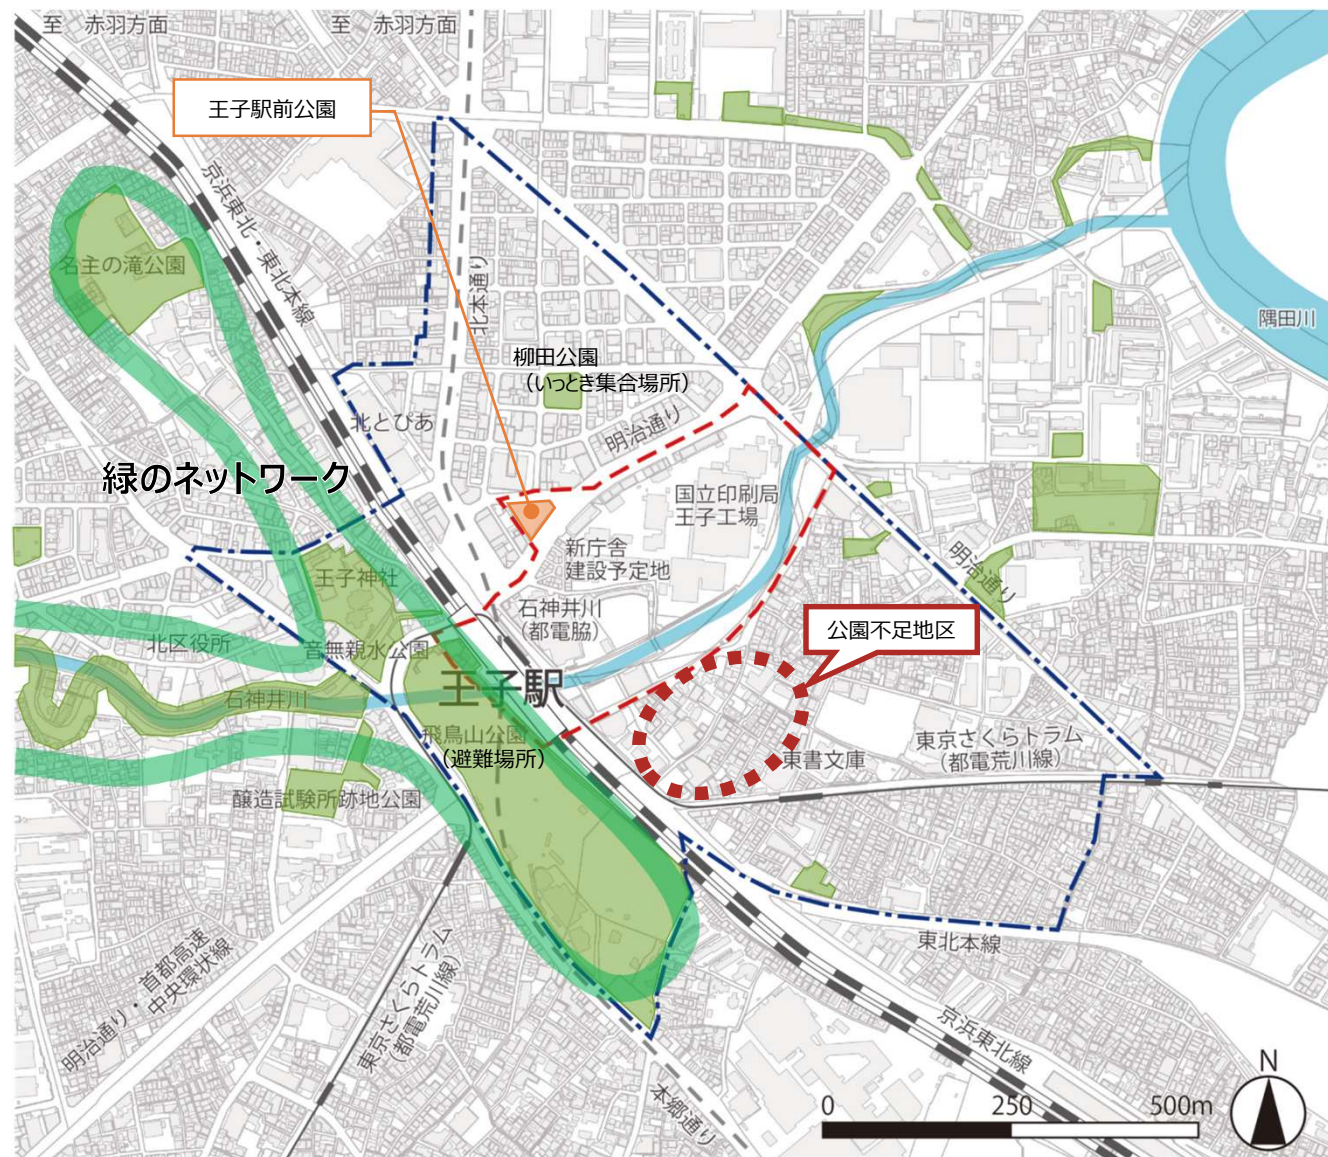 至　赤羽方面
至　赤羽方面
王子駅前公園
京浜東北・東北本線
名主の滝公園
北本通り
隅田川
柳田公園
（いっとき集合場所）
明治通り
北とぴあ
緑のネットワーク
国立印刷局
王子工場
新庁舎
建設予定地
明治通り
王子神社
石神井川
（都電脇）
公園不足地区
北区役所
音無親水公園
王子駅
石神井川
飛鳥山公園
（避難場所）
東京さくらトラム
（都電荒川線）
東書文庫
醸造試験所跡地公園
東北本線
明治通り・首都高速
中央環状線
東京さくらトラム
（都電荒川線）
京浜東北線
本郷通り
N
0
250
500m